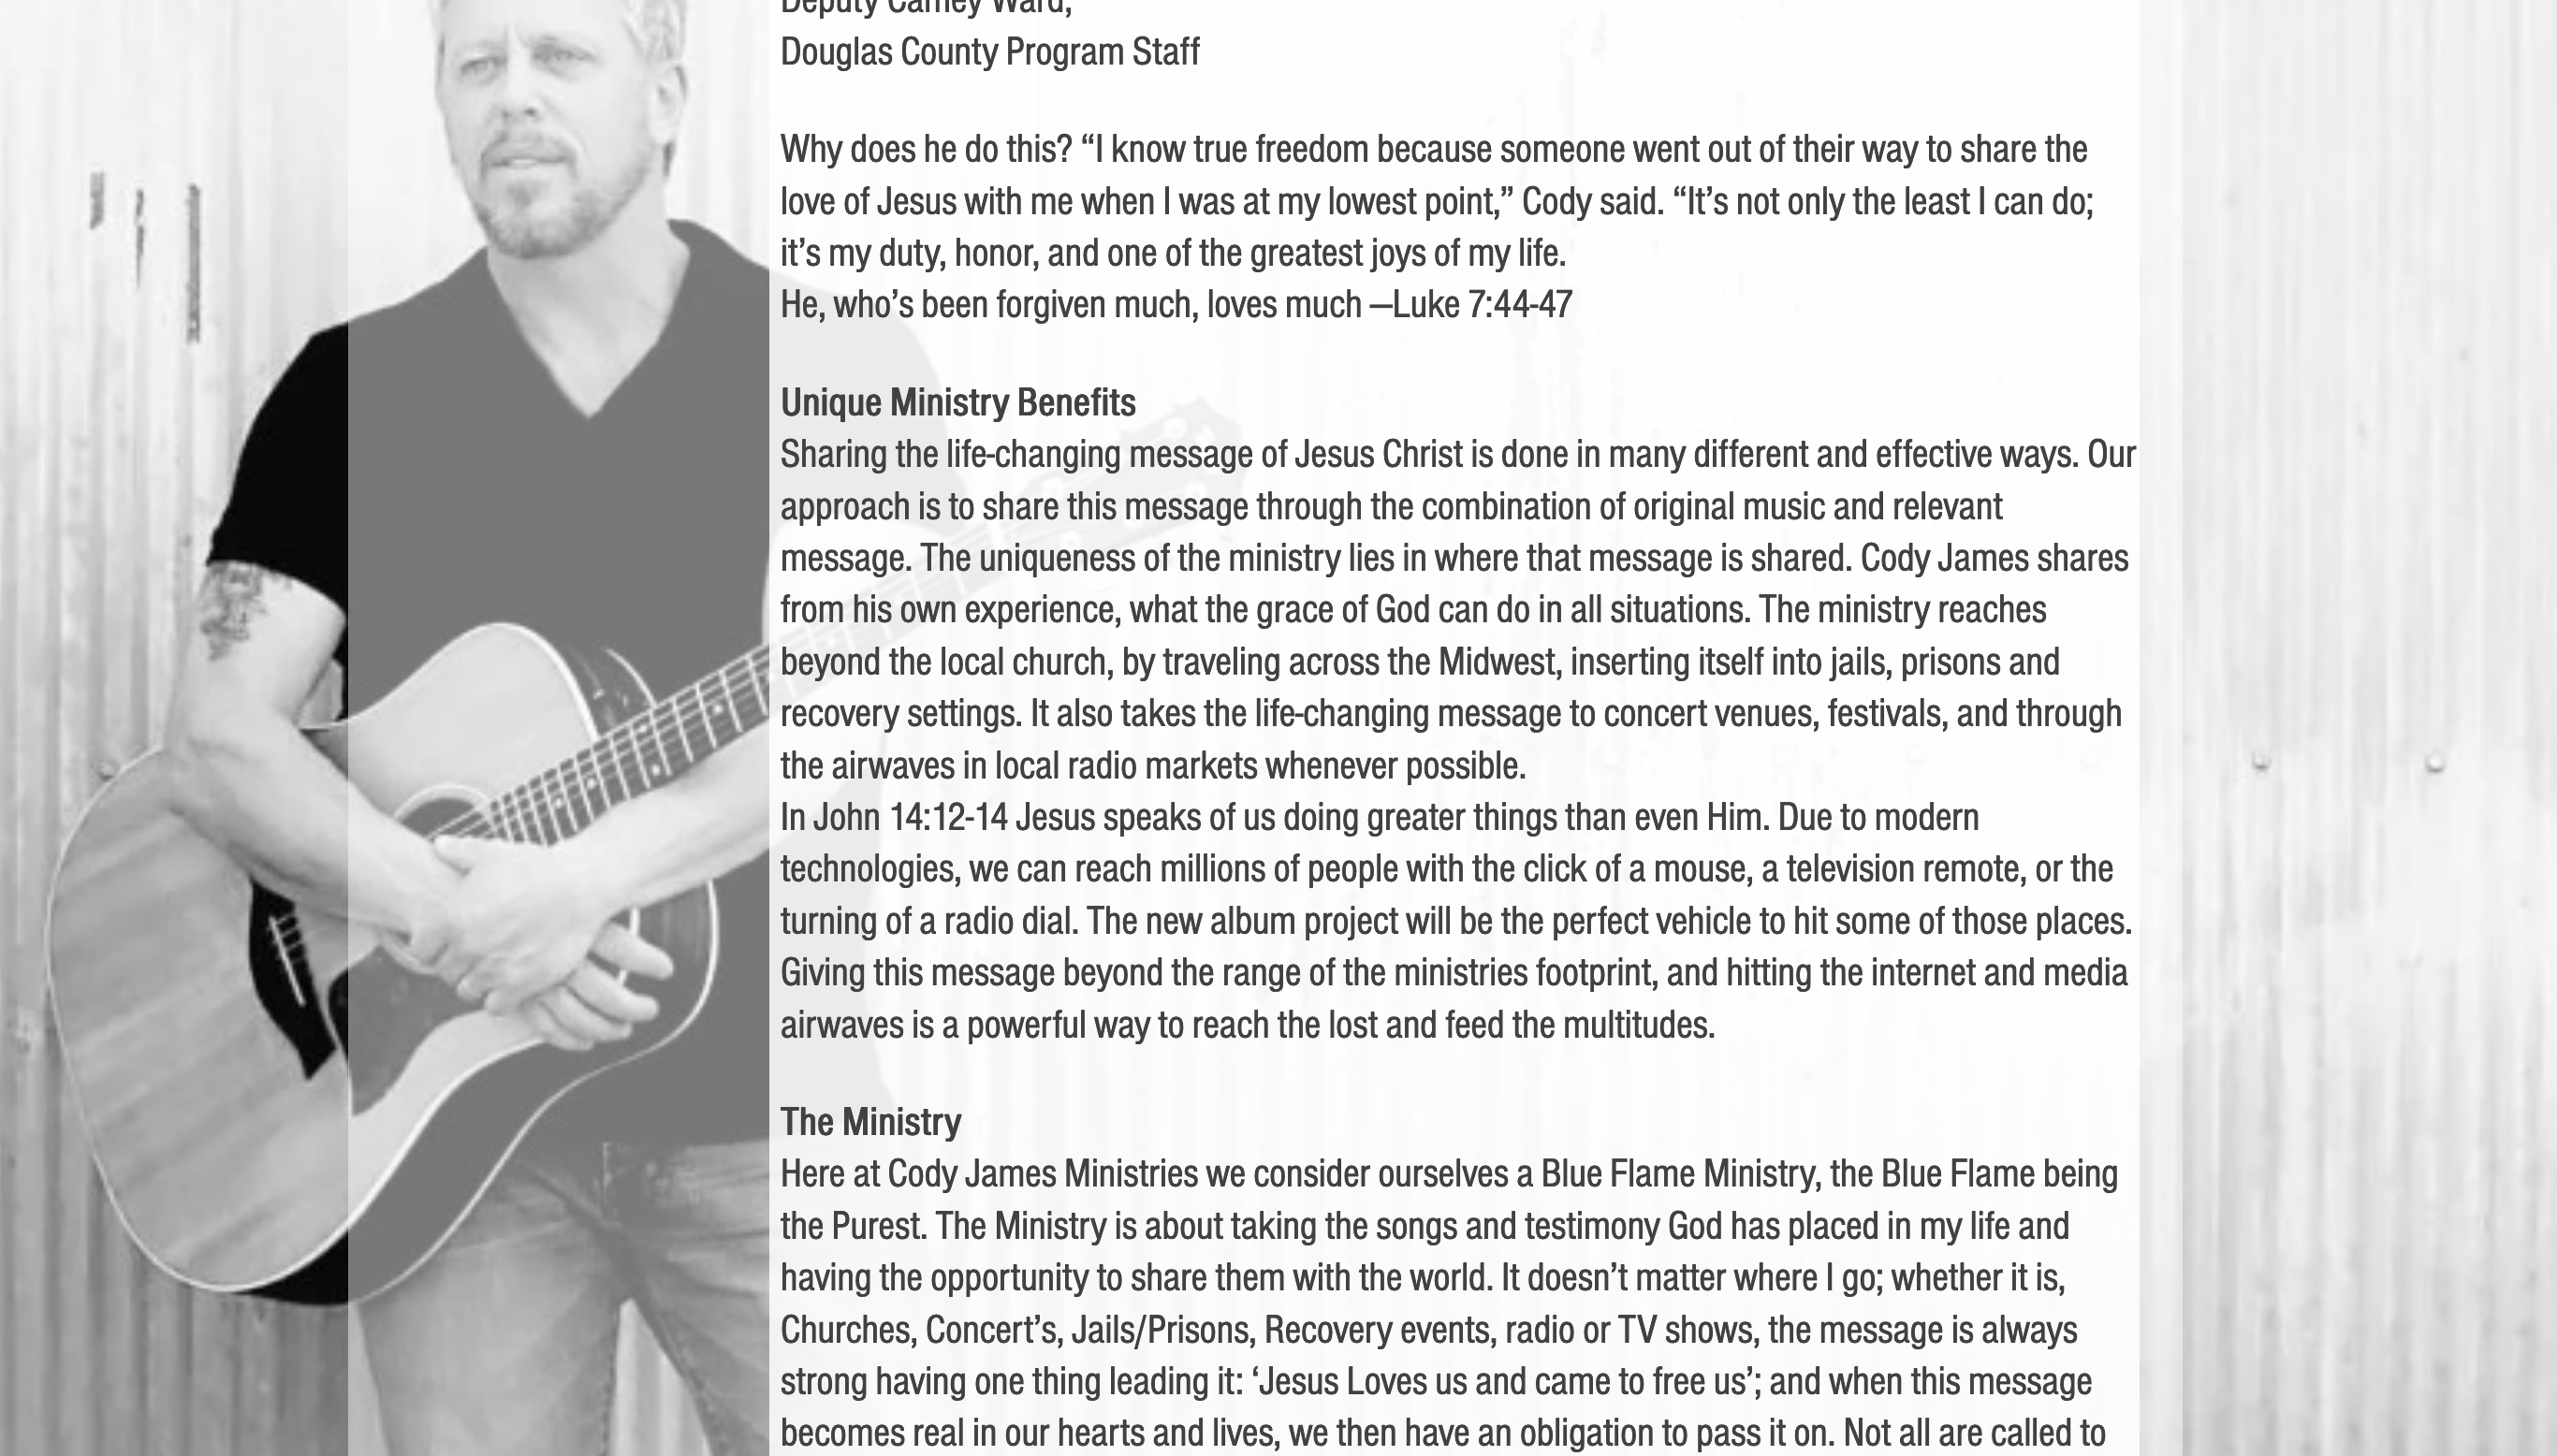 Deputy Carney Ward,
Douglas County Program Staff
Why does he do this? “I know true freedom because someone went out of their way to share the
love of Jesus with me when I was at my lowest point,” Cody said. “It’s not only the least I can do;
it’s my duty, honor, and one of the greatest joys of my life.
He, who’s been forgiven much, loves much —Luke 7:44-47
Unique Ministry Benefits
Sharing the life-changing message of Jesus Christ is done in many different and effective ways. Our
approach is to share this message through the combination of original music and relevant
message. The uniqueness of the ministry lies in where that message is shared. Cody James shares
from his own experience, what the grace of God can do in all situations. The ministry reaches
beyond the local church, by traveling across the Midwest, inserting itself into jails, prisons and
recovery settings. It also takes the life-changing message to concert venues, festivals, and through
the airwaves in local radio markets whenever possible.
In John 14:12-14 Jesus speaks of us doing greater things than even Him. Due to modern
technologies, we can reach millions of people with the click of a mouse, a television remote, or the
turning of a radio dial. The new album project will be the perfect vehicle to hit some of those places.
Giving this message beyond the range of the ministries footprint, and hitting the internet and media
airwaves is a powerful way to reach the lost and feed the multitudes.
The Ministry
Here at Cody James Ministries we consider ourselves a Blue Flame Ministry, the Blue Flame being
the Purest. The Ministry is about taking the songs and testimony God has placed in my life and
having the opportunity to share them with the world. It doesn’t matter where I go; whether it is,
Churches, Concert’s, Jails/Prisons, Recovery events, radio or TV shows, the message is always
strong having one thing leading it: ‘Jesus Loves us and came to free us’; and when this message
becomes real in our hearts and lives, we then have an obligation to pass it on. Not all are called to